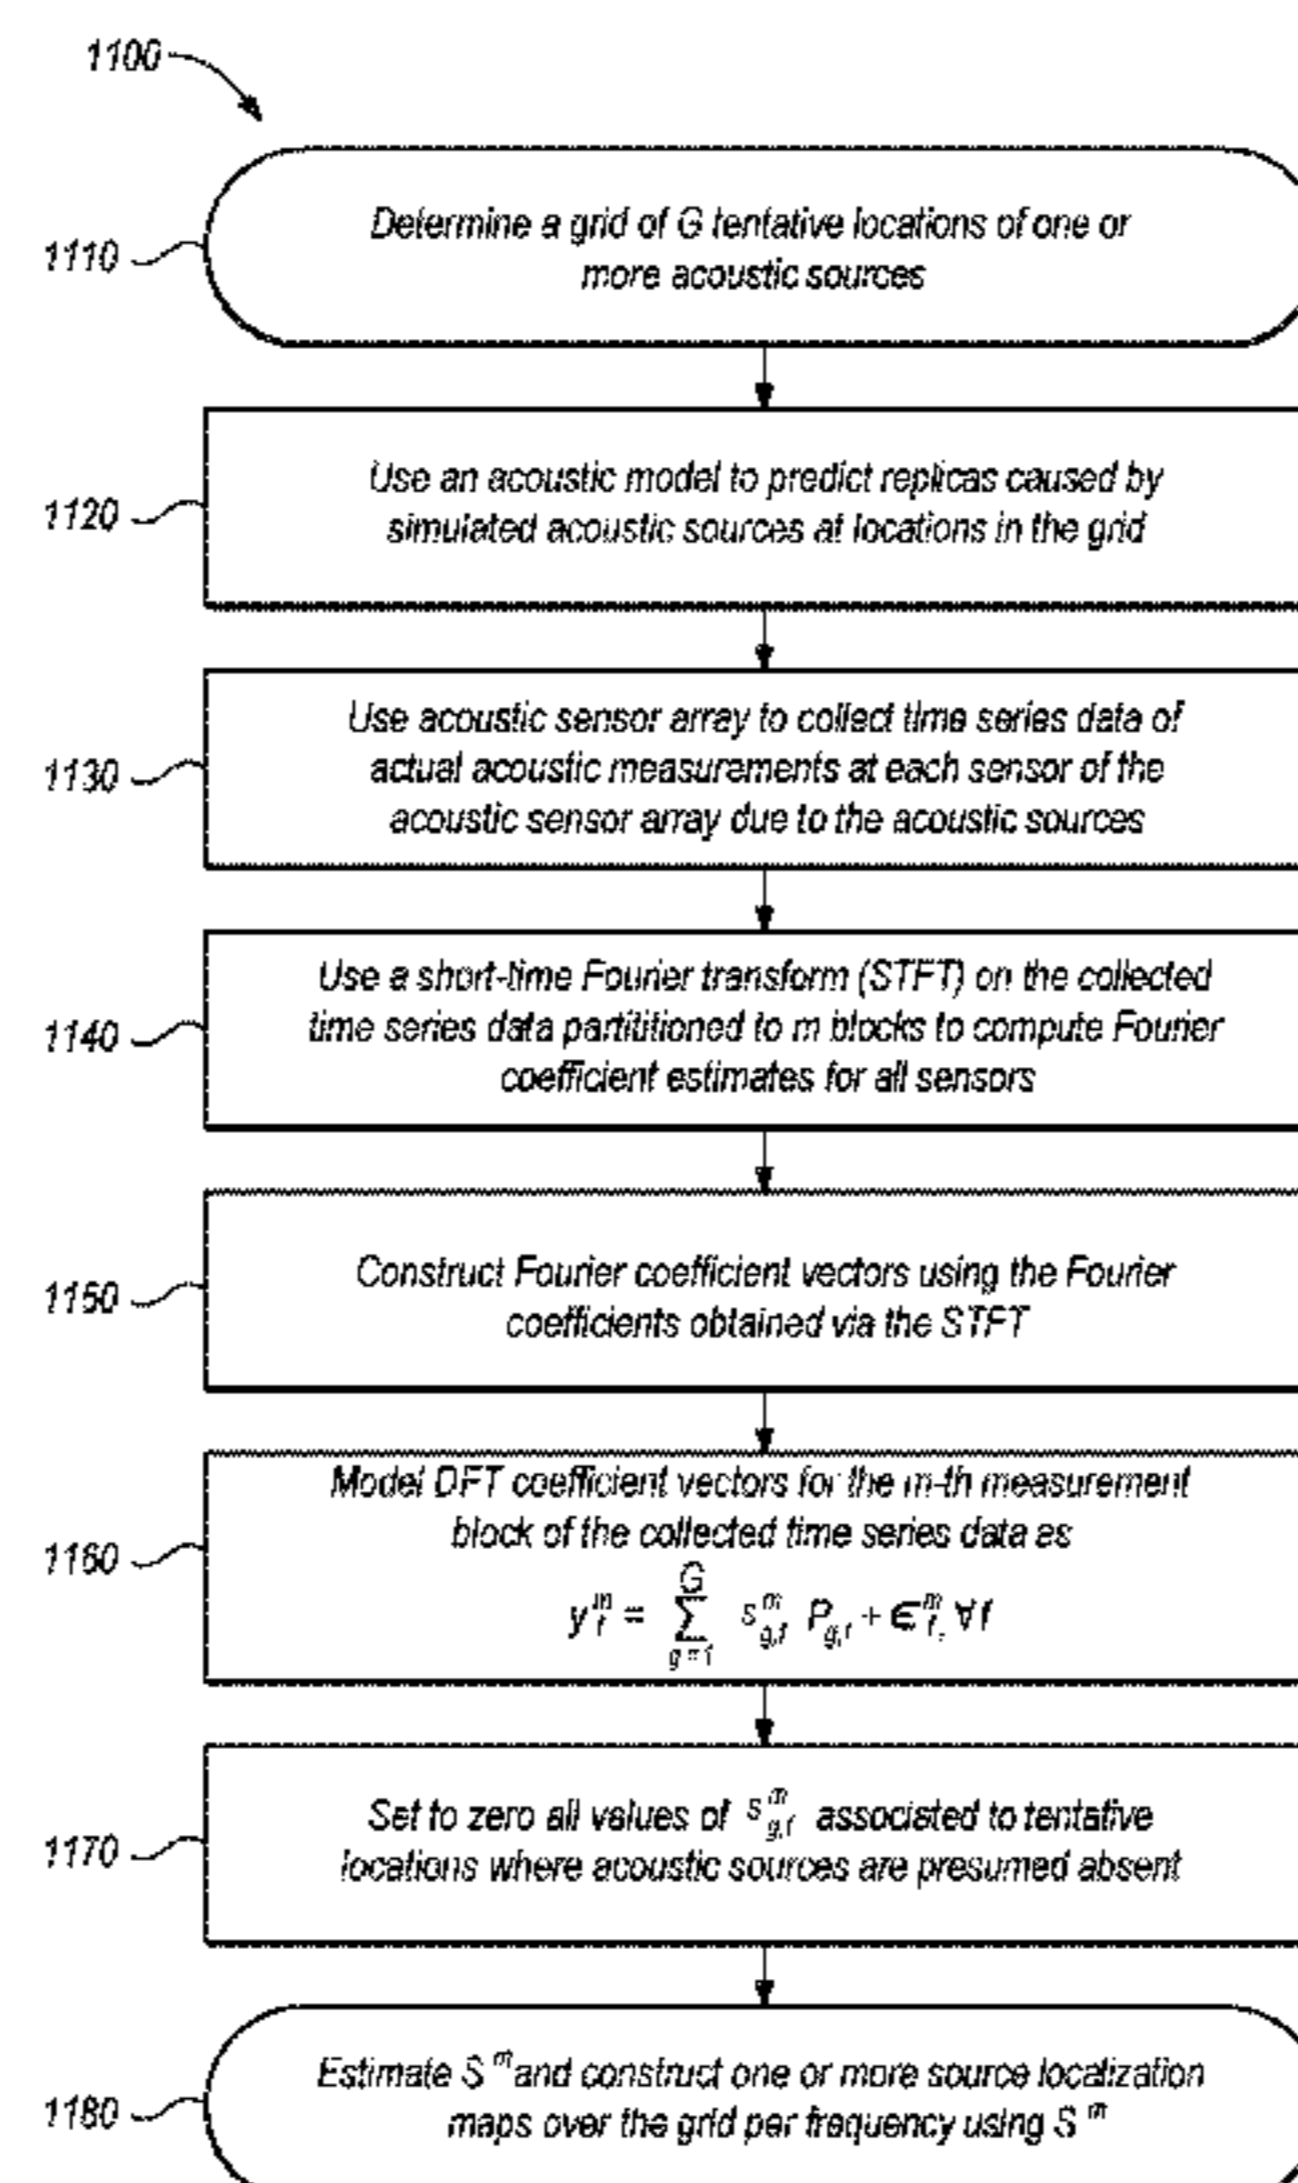 1100
1110
Determine a grid of G tentative locations of one or
more acoustic sources
1120
Use an acoustic model to predict replicas caused by
simulated acoustic sources at locations in the grid
1130
Use acoustic sensor array to collect time series data of
actual acoustic measurements at each sensor of the
acoustic sensor array due to the acoustic sources
1140
Use a short-time Fourier transform (STFT) on the collected
time series data partititioned to m blocks to compute Fourier
coefficient estimates for all sensors
1150
Construct Fourier coefficient vectors using the Fourier
coefficients obtained via the STFT
1160
Model DFT coefficient vectors for the m-th measurement
block of the collected time series data as
y_f^m = ∑_{g=1}^{G} s_{g,f}^m P_{g,f} + ϵ_f^m, ∀f
1170
Set to zero all values of s_{g,f}^m associated to tentative
locations where acoustic sources are presumed absent
1180
Estimate S^m and construct one or more source localization
maps over the grid per frequency using S^m